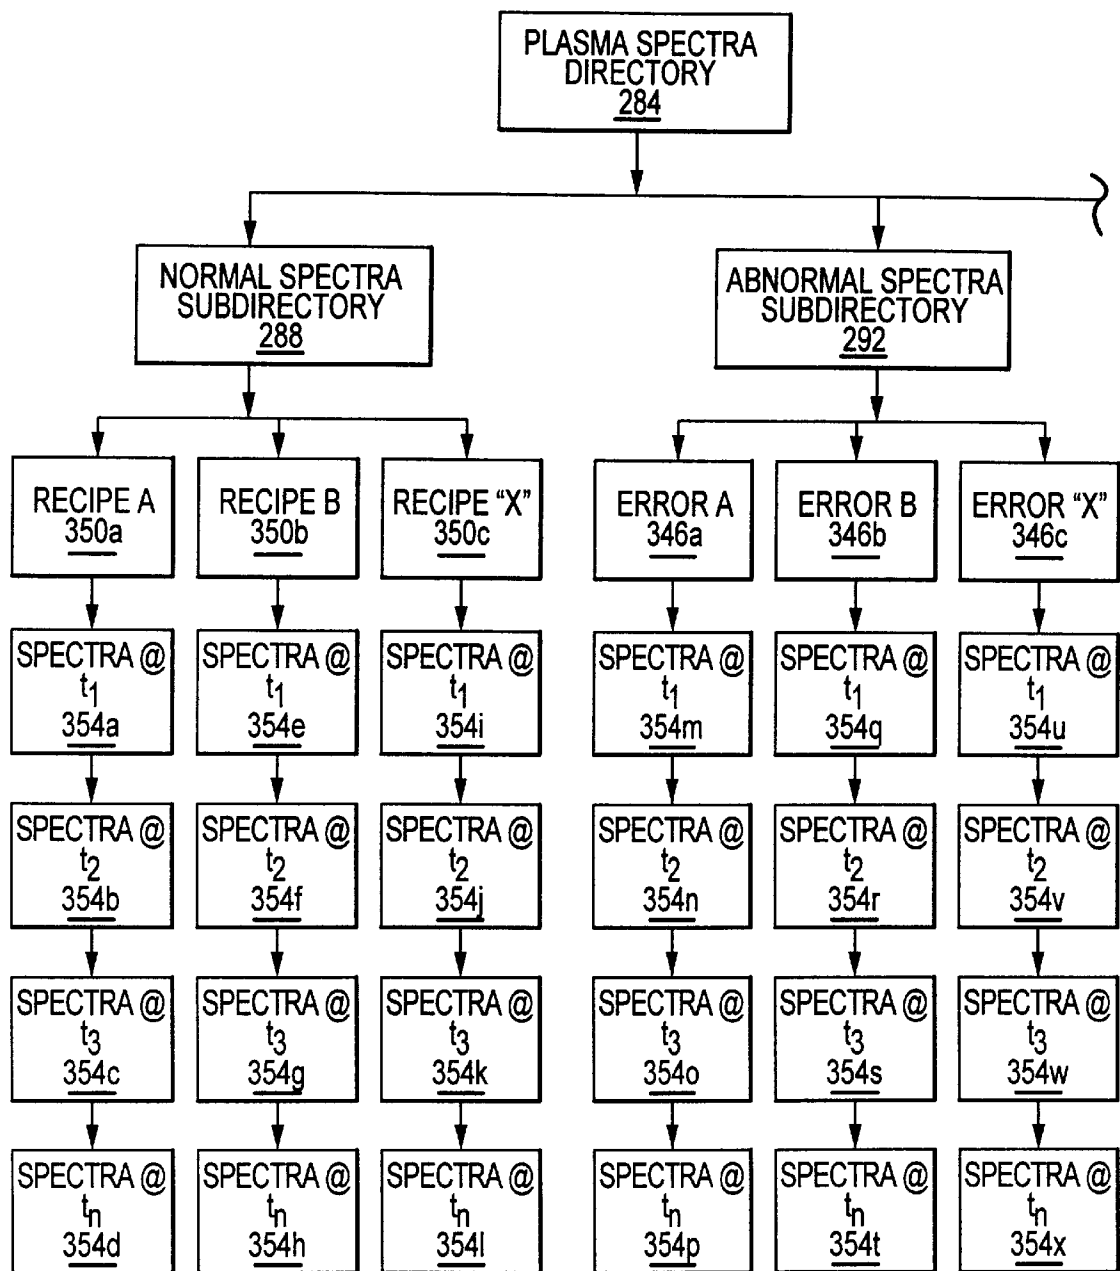 PLASMA SPECTRA
DIRECTORY
284
NORMAL SPECTRA
SUBDIRECTORY
288
ABNORMAL SPECTRA
SUBDIRECTORY
292
RECIPE A
350a
RECIPE B
350b
RECIPE “X”
350c
ERROR A
346a
ERROR B
346b
ERROR “X”
346c
SPECTRA @
t1
354a
SPECTRA @
t1
354e
SPECTRA @
t1
354i
SPECTRA @
t1
354m
SPECTRA @
t1
354q
SPECTRA @
t1
354u
SPECTRA @
t2
354b
SPECTRA @
t2
354f
SPECTRA @
t2
354j
SPECTRA @
t2
354n
SPECTRA @
t2
354r
SPECTRA @
t2
354v
SPECTRA @
t3
354c
SPECTRA @
t3
354g
SPECTRA @
t3
354k
SPECTRA @
t3
354o
SPECTRA @
t3
354s
SPECTRA @
t3
354w
SPECTRA @
tn
354d
SPECTRA @
tn
354h
SPECTRA @
tn
354l
SPECTRA @
tn
354p
SPECTRA @
tn
354t
SPECTRA @
tn
354x